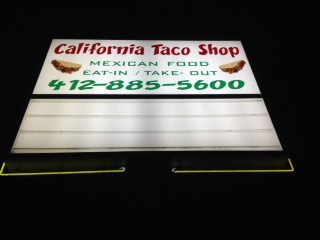 California Taco Shop
MEXICAN FOOD
EAT-IN / TAKE- OUT
412-885-5600